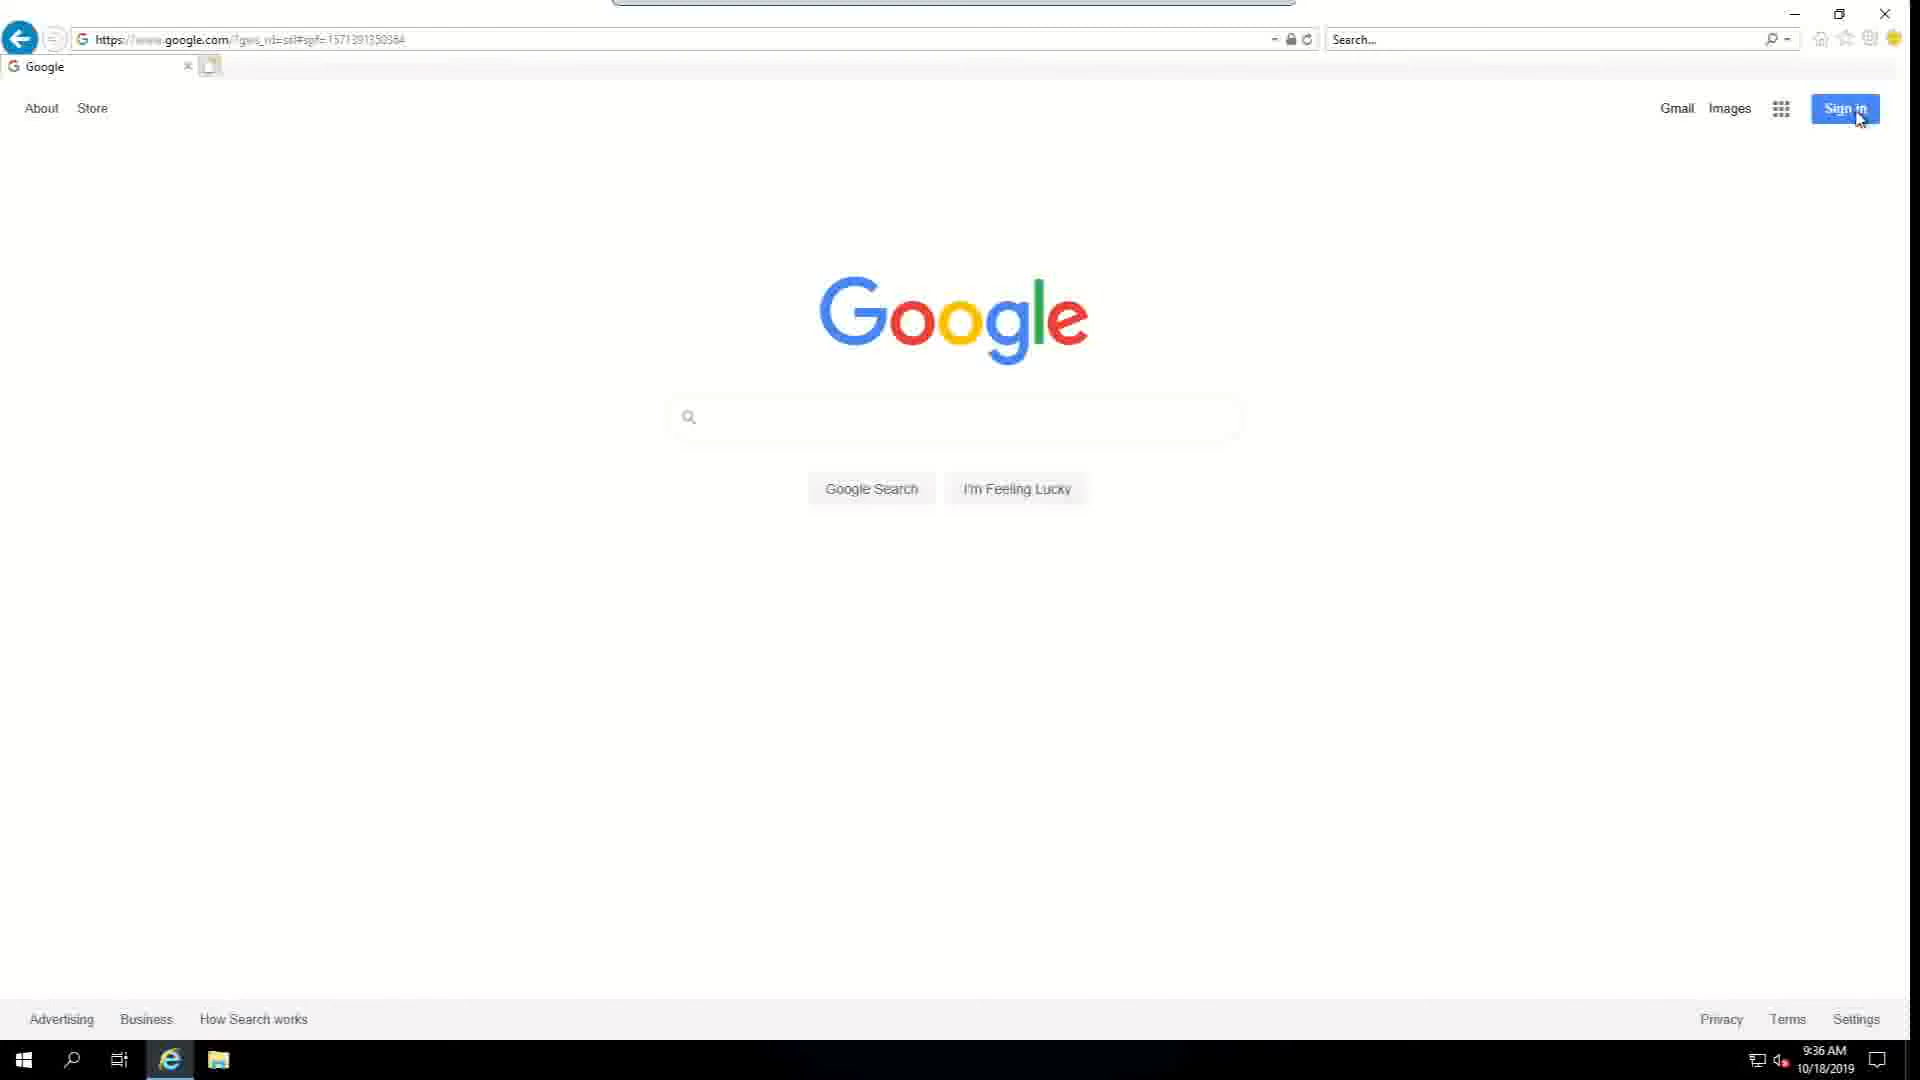 https://www.google.com/?gws_rd=ssl#spf=1571391350384
Search...
Google
About Store
Gmail Images Sign in
Google
Google Search I'm Feeling Lucky
Advertising Business How Search works
Privacy Terms Settings
9:36 AM
10/18/2019